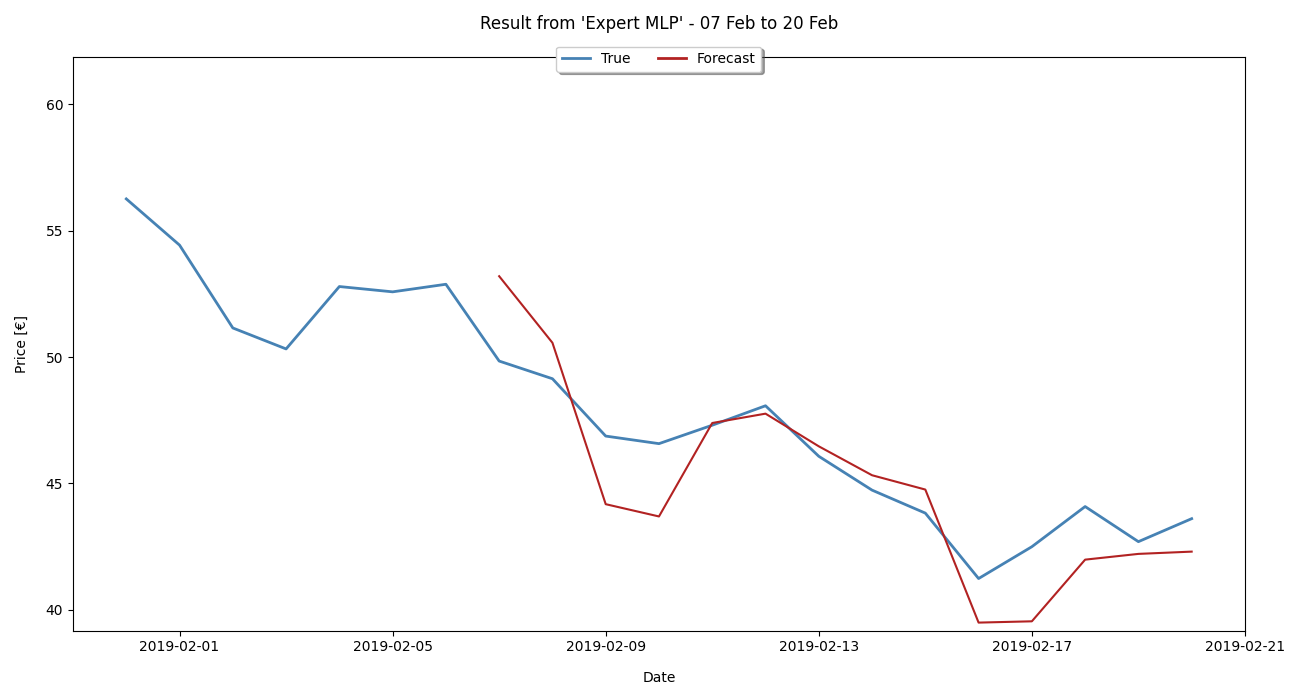 Result from 'Expert MLP' - 07 Feb to 20 Feb
True Forecast
60
55
50
45
40
Price [€]
2019-02-01 2019-02-05 2019-02-09 2019-02-13 2019-02-17 2019-02-21
Date